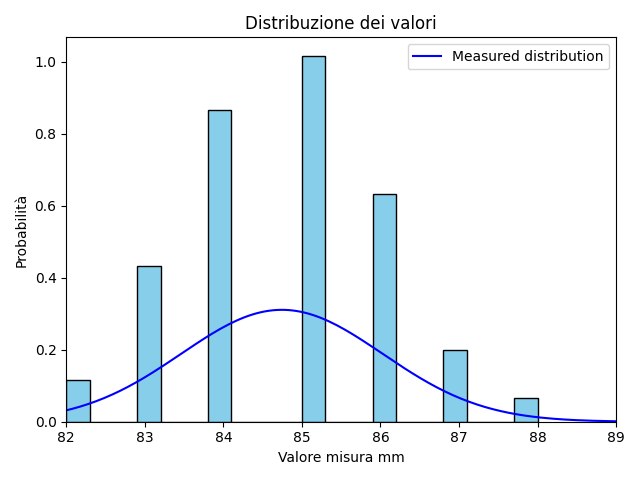 Distribuzione dei valori
Measured distribution
Probabilità
1.0
0.8
0.6
0.4
0.2
0.0
82 83 84 85 86 87 88 89
Valore misura mm